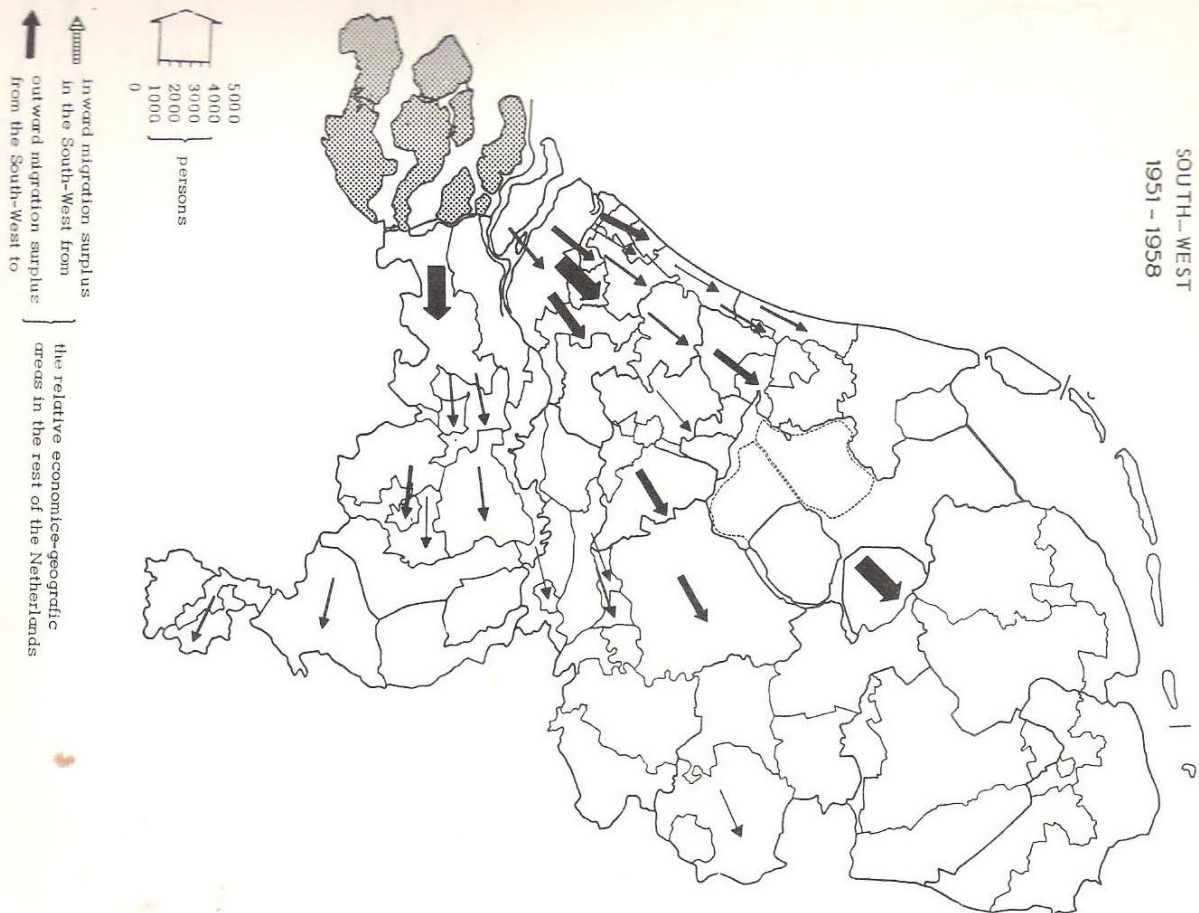 SOUTH-WEST
1951-1958
5000
4000
3000
2000
1000
0
persons
inward migration surplus
in the South-West from
outward migration surplus
from the South-West to
the relative economic-geografic
areas in the rest of the Netherlands